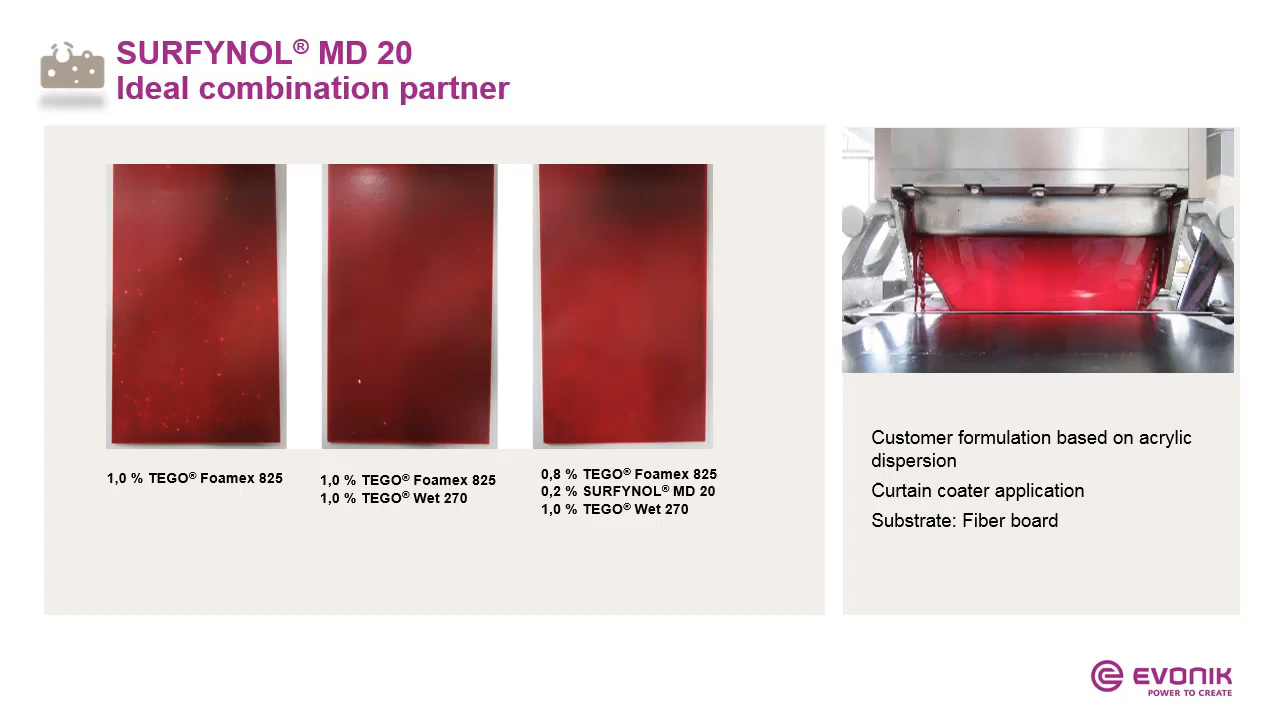 SURFYNOL® MD 20
Ideal combination partner
1,0 % TEGO® Foamex 825
1,0 % TEGO® Foamex 825
1,0 % TEGO® Wet 270
0,8 % TEGO® Foamex 825
0,2 % SURFYNOL® MD 20
1,0 % TEGO® Wet 270
Customer formulation based on acrylic
dispersion
Curtain coater application
Substrate: Fiber board
EVONIK
POWER TO CREATE